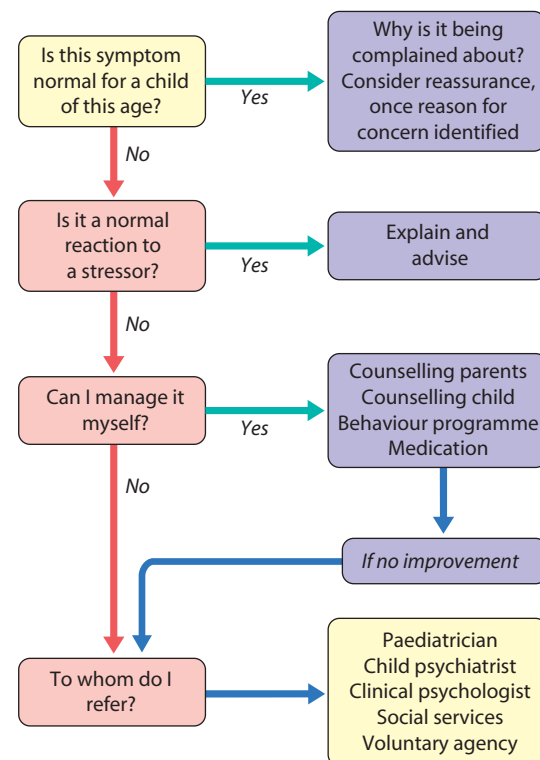 Is this symptom
normal for a child
of this age?
Yes
Why is it being
complained about?
Consider reassurance,
once reason for
concern identified
No
Is it a normal
reaction to
a stressor?
Yes
Explain and
advise
No
Can I manage it
myself?
Yes
Counselling parents
Counselling child
Behaviour programme
Medication
No
If no improvement
To whom do I
refer?
Paediatrician
Child psychiatrist
Clinical psychologist
Social services
Voluntary agency